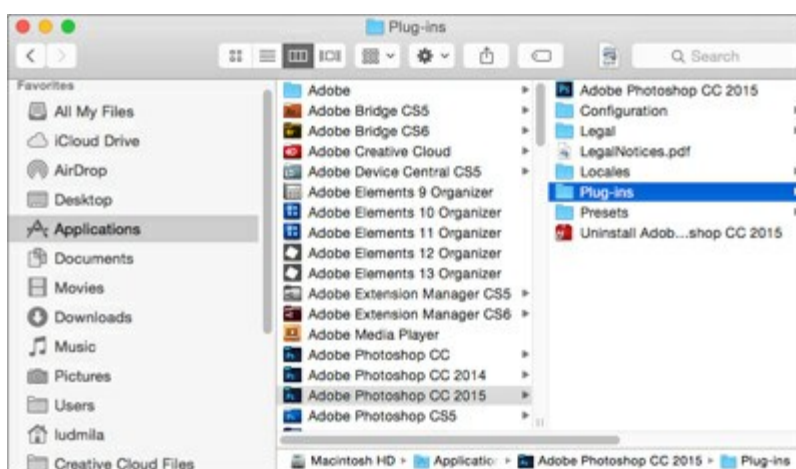 Plug-ins
Search
Favorites
All My Files
iCloud Drive
AirDrop
Desktop
Applications
Documents
Movies
Downloads
Music
Pictures
Users
ludmila
Creative Cloud Files
Adobe
Adobe Bridge CS5
Adobe Bridge CS6
Adobe Creative Cloud
Adobe Device Central CS5
Adobe Elements 9 Organizer
Adobe Elements 10 Organizer
Adobe Elements 11 Organizer
Adobe Elements 12 Organizer
Adobe Elements 13 Organizer
Adobe Extension Manager CS5
Adobe Extension Manager CS6
Adobe Media Player
Adobe Photoshop CC
Adobe Photoshop CC 2014
Adobe Photoshop CC 2015
Adobe Photoshop CS5
Adobe Photoshop CC 2015
Configuration
Legal
LegalNotices.pdf
Locales
Plug-ins
Presets
Uninstall Adob...shop CC 2015
Macintosh HD Applicatio Adobe Photoshop CC 2015 Plug-ins